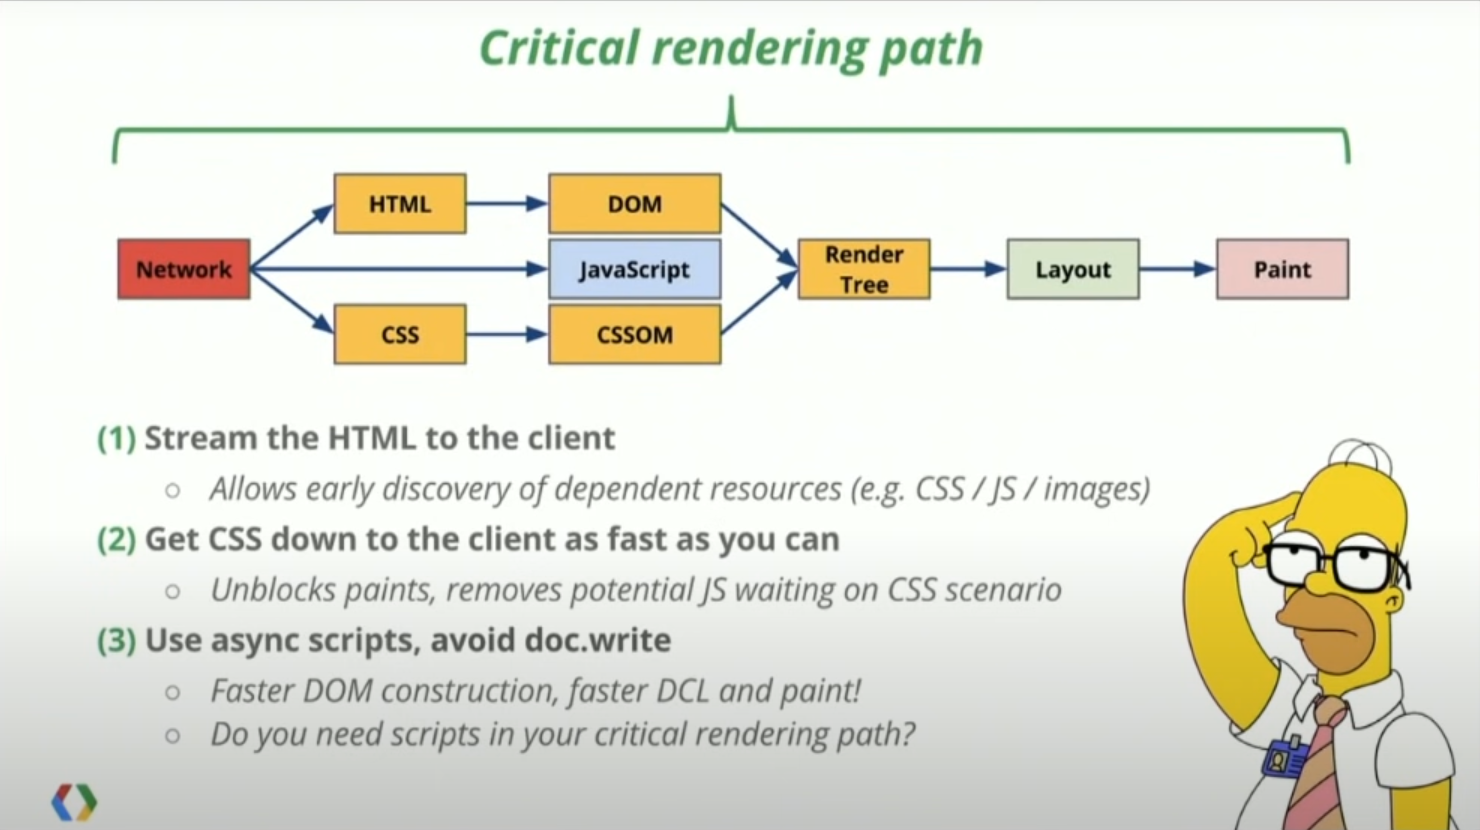 Critical rendering path
HTML
DOM
Network
JavaScript
Render
Tree
Layout
Paint
CSS
CSSOM
(1) Stream the HTML to the client
○ Allows early discovery of dependent resources (e.g. CSS / JS / images)
(2) Get CSS down to the client as fast as you can
○ Unblocks paints, removes potential JS waiting on CSS scenario
(3) Use async scripts, avoid doc.write
○ Faster DOM construction, faster DCL and paint!
○ Do you need scripts in your critical rendering path?